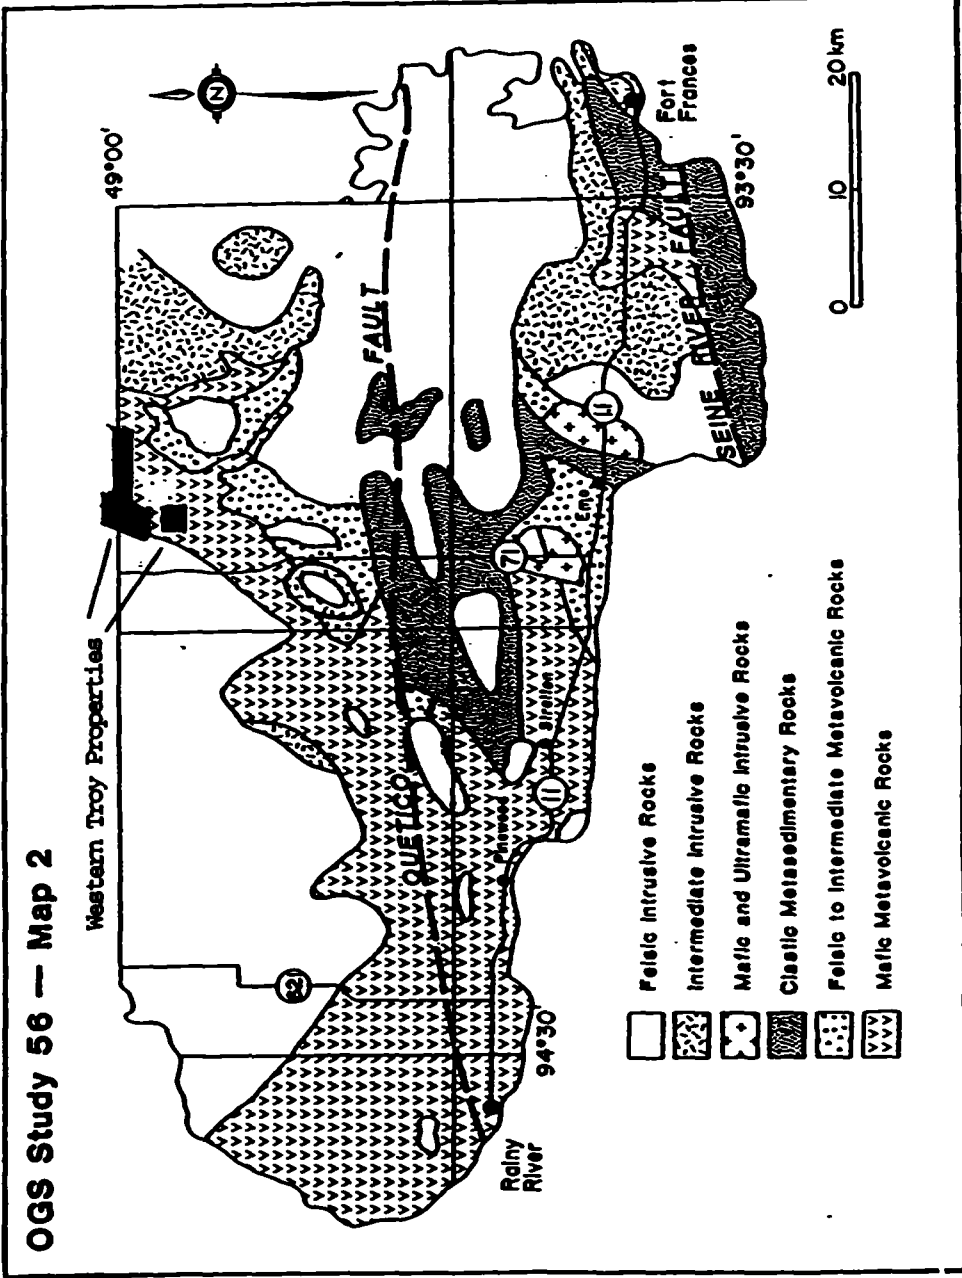 OGS Study 56 — Map 2
Western Troy Properties
49°00'
N
QUETICO
FAULT
621
Pinewood
11
Stratton
71
Emo
11
SEINE RIVER FAULT
Fort
Frances
93°30'
94°30'
Rainy
River
0 10 20 km
Felsic Intrusive Rocks
Intermediate Intrusive Rocks
Mafic and Ultramafic Intrusive Rocks
Clastic Metasedimentary Rocks
Felsic to Intermediate Metavolcanic Rocks
Mafic Metavolcanic Rocks